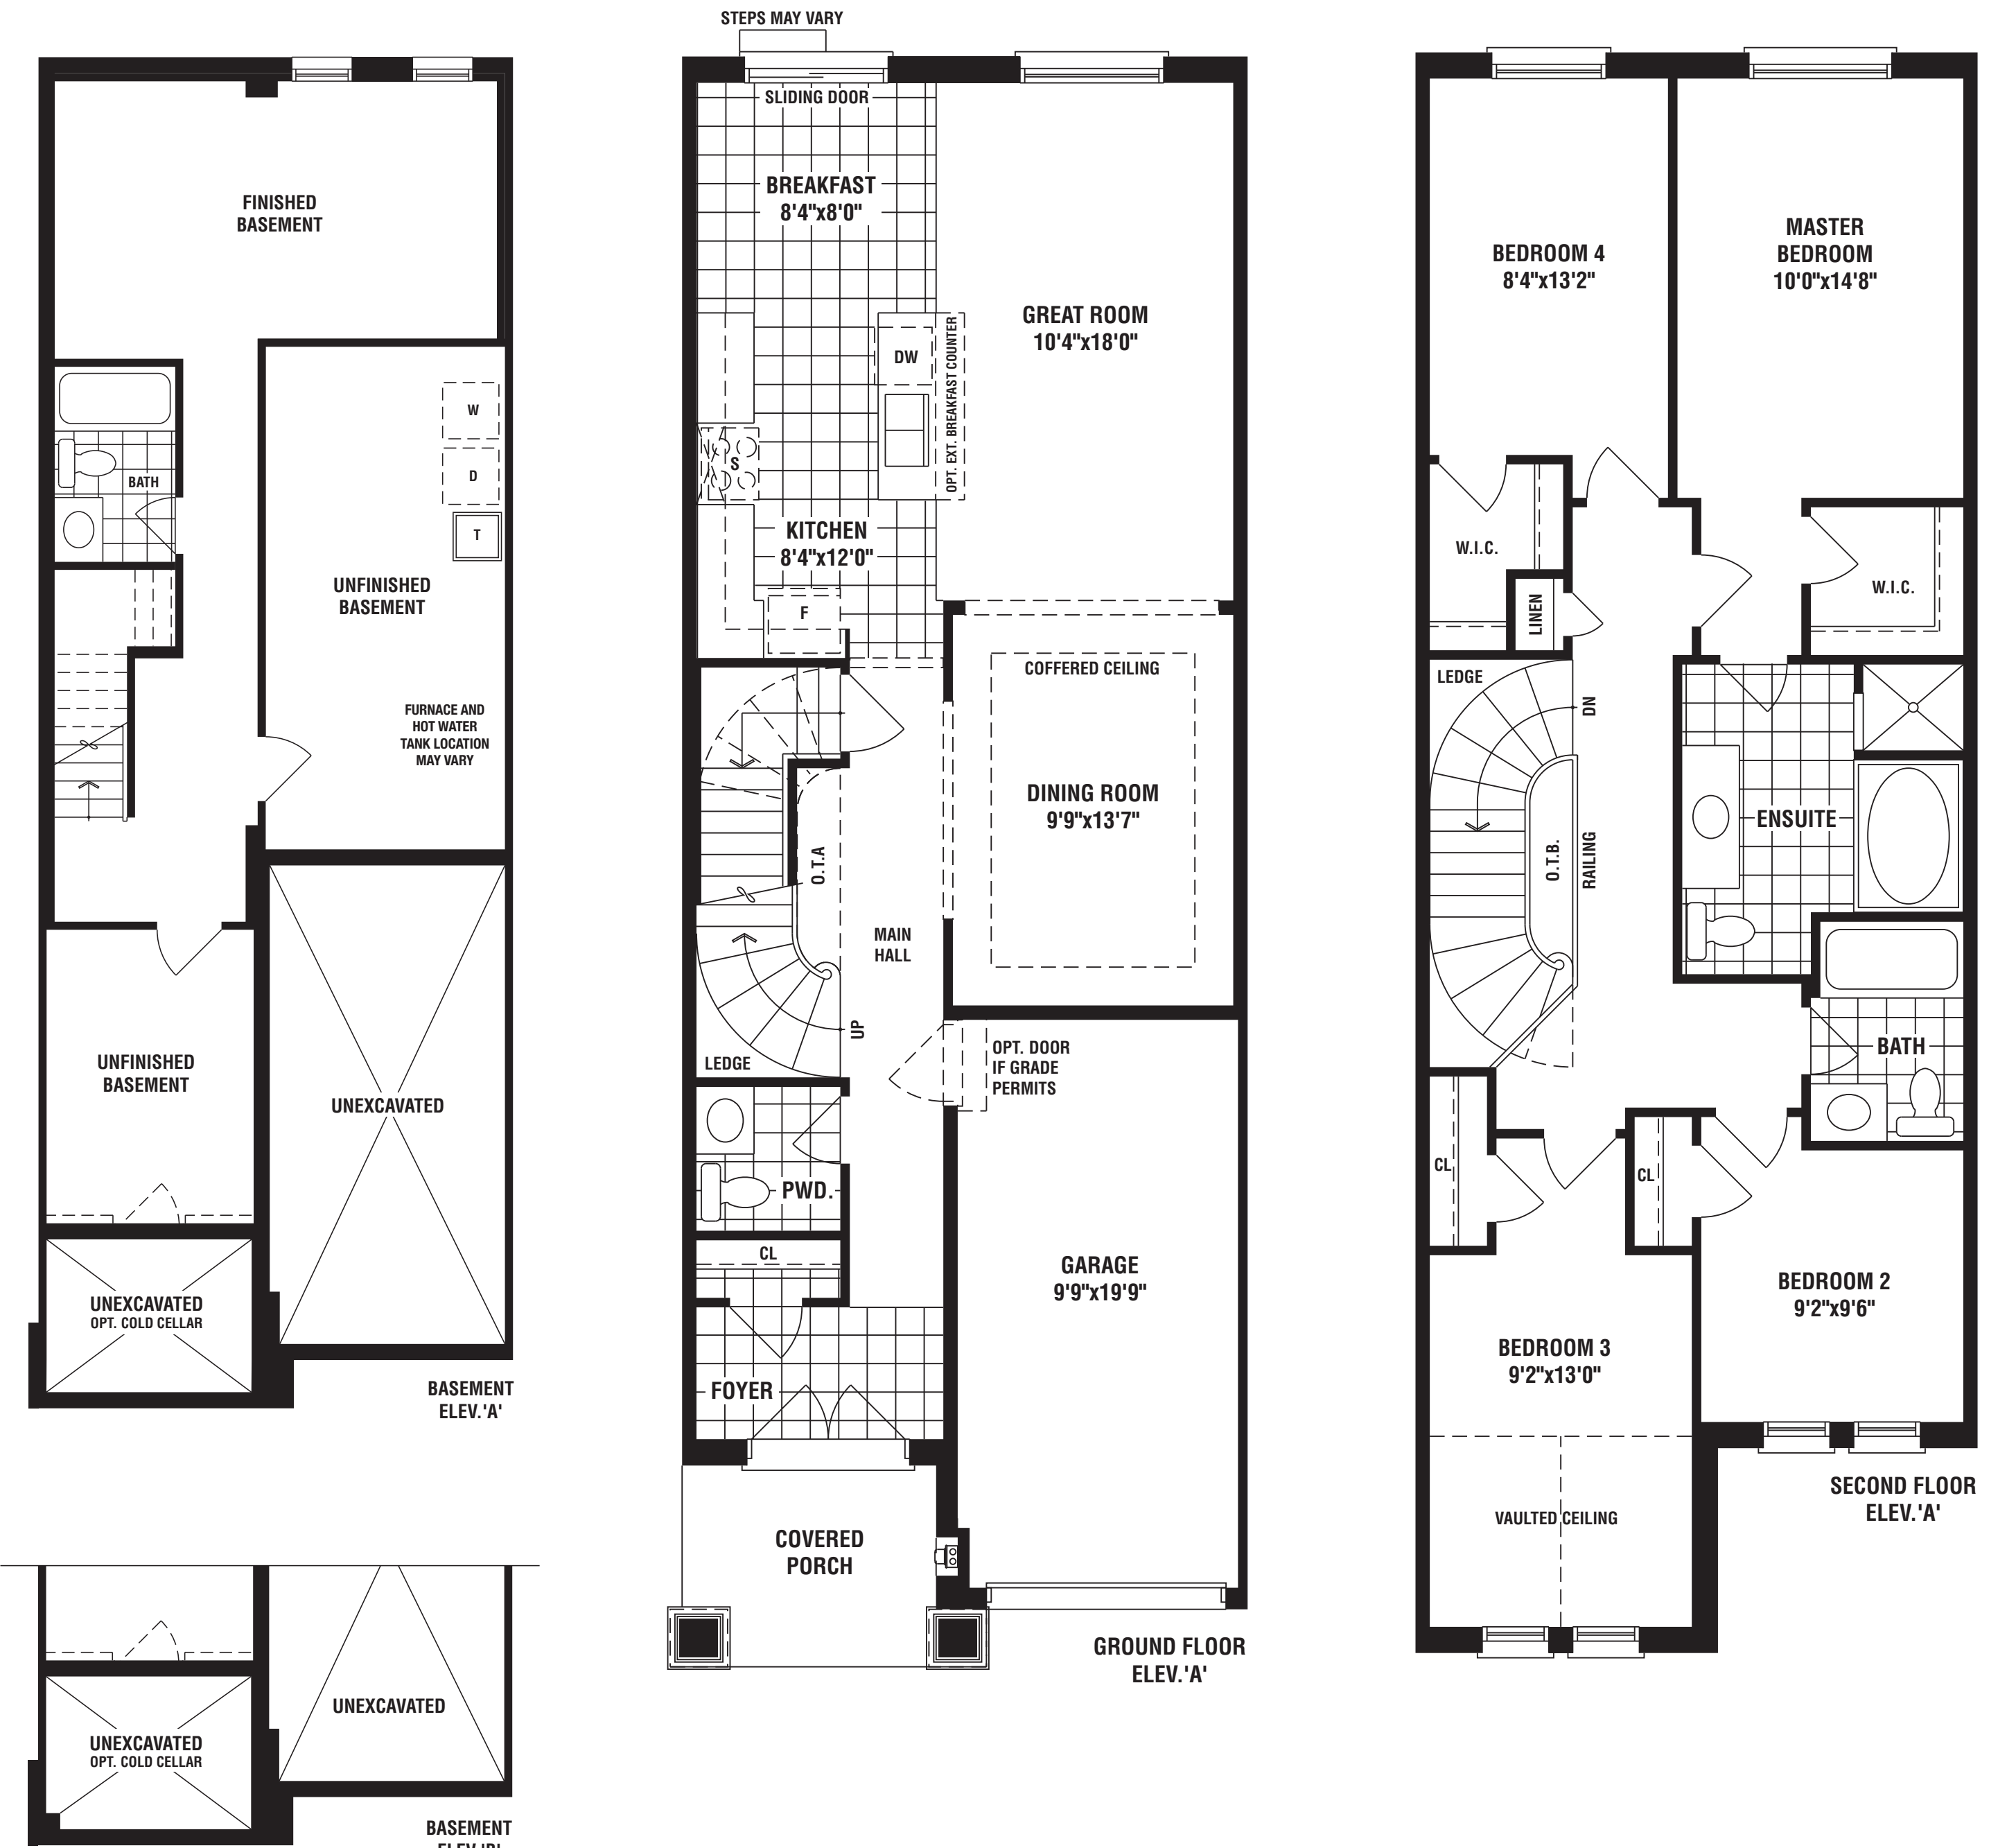 FINISHED
BASEMENT
W
D
T
BATH
UNFINISHED
BASEMENT
FURNACE AND
HOT WATER
TANK LOCATION
MAY VARY
UNFINISHED
BASEMENT
UNEXCAVATED
UNEXCAVATED
OPT. COLD CELLAR
BASEMENT
ELEV.'A'
UNEXCAVATED
UNEXCAVATED
OPT. COLD CELLAR
BASEMENT
ELEV.'B'
STEPS MAY VARY
SLIDING DOOR
BREAKFAST
8'4"x8'0"
GREAT ROOM
10'4"x18'0"
DW
OPT. EXT. BREAKFAST COUNTER
S
KITCHEN
8'4"x12'0"
F
COFFERED CEILING
DINING ROOM
9'9"x13'7"
O.T.A
MAIN
HALL
UP
LEDGE
OPT. DOOR
IF GRADE
PERMITS
PWD.
CL
GARAGE
9'9"x19'9"
FOYER
COVERED
PORCH
GROUND FLOOR
ELEV.'A'
BEDROOM 4
8'4"x13'2"
MASTER
BEDROOM
10'0"x14'8"
W.I.C.
LINEN
W.I.C.
LEDGE
DN
O.T.B.
RAILING
ENSUITE
BATH
CL
CL
BEDROOM 2
9'2"x9'6"
BEDROOM 3
9'2"x13'0"
VAULTED CEILING
SECOND FLOOR
ELEV.'A'